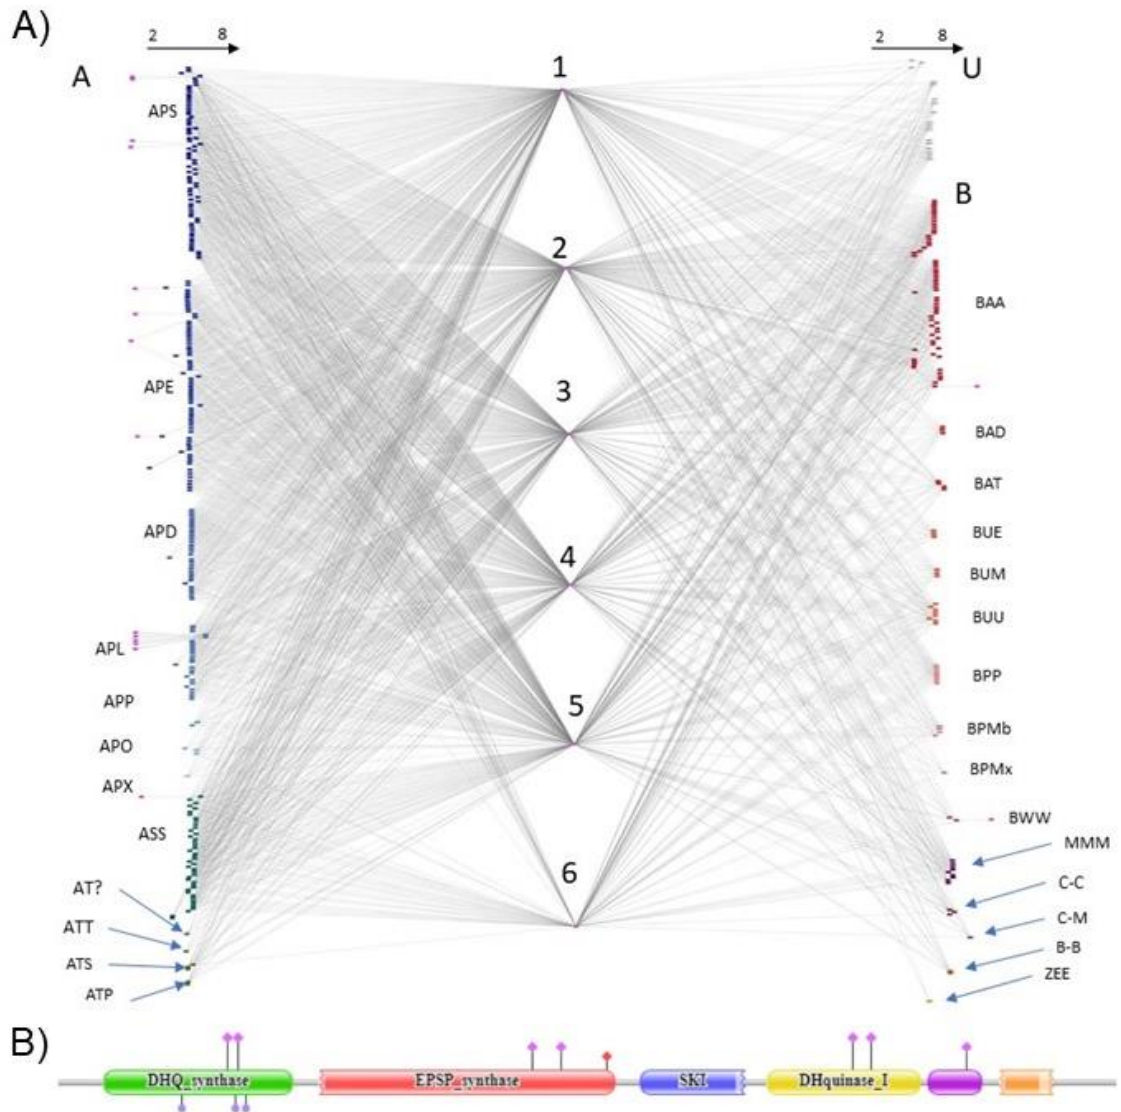 A)
2 8
2 8
A
U
1
APS
B
2
BAA
3
APE
BAD
BAT
APD
BUE
4
BUM
BUU
APL
BPP
APP
5
BPMb
APO
BPMx
APX
BWW
ASS
MMM
6
AT?
C-C
ATT
C-M
ATS
B-B
ATP
ZEE
B)
DHQ_synthase EPSP_synthase SKI DHquinase_I